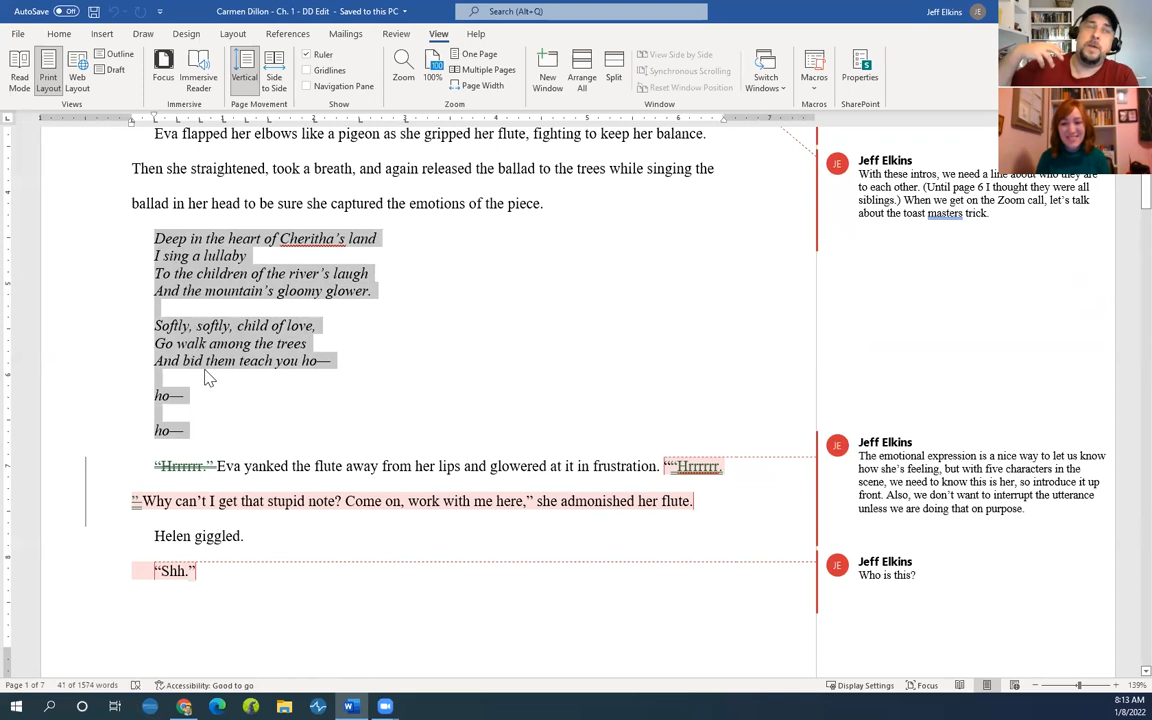 AutoSave Off Carmen Dillon - Ch. 1 - DD Edit - Saved to this PC Search (Alt+Q) Jeff Elkins JE
File Home Insert Draw Design Layout References Mailings Review View Help
Read Mode
Print Layout
Web Layout
Outline
Draft
Views
Focus
Immersive Reader
Immersive
Vertical
Side to Side
Page Movement
Ruler
Gridlines
Navigation Pane
Show
Zoom
100%
One Page
Multiple Pages
Page Width
Zoom
New Window
Arrange All
Split
View Side by Side
Synchronous Scrolling
Reset Window Position
Switch Windows
Window
Macros
Macros
Properties
SharePoint
Eva flapped her elbows like a pigeon as she gripped her flute, fighting to keep her balance.
Then she straightened, took a breath, and again released the ballad to the trees while singing the
ballad in her head to be sure she captured the emotions of the piece.
Deep in the heart of Cheritha’s land
I sing a lullaby
To the children of the river’s laugh
And the mountain’s gloomy glower.
Softly, softly, child of love,
Go walk among the trees
And bid them teach you ho—
ho—
ho—
“Hrrrrrr.” Eva yanked the flute away from her lips and glowered at it in frustration. ““Hrrrrrr.
” Why can’t I get that stupid note? Come on, work with me here,” she admonished her flute.
Helen giggled.
“Shh.”
JE
Jeff Elkins
With these intros, we need a line about who they are
to each other. (Until page 6 I thought they were all
siblings.) When we get on the Zoom call, let’s talk
about the toast masters trick.
JE
Jeff Elkins
The emotional expression is a nice way to let us know
how she’s feeling, but with five characters in the
scene, we need to know this is her, so introduce it up
front. Also, we don’t want to interrupt the utterance
unless we are doing that on purpose.
JE
Jeff Elkins
Who is this?
Page 1 of 7 41 of 1574 words Accessibility: Good to go Display Settings Focus 139%
8:13 AM
1/8/2022